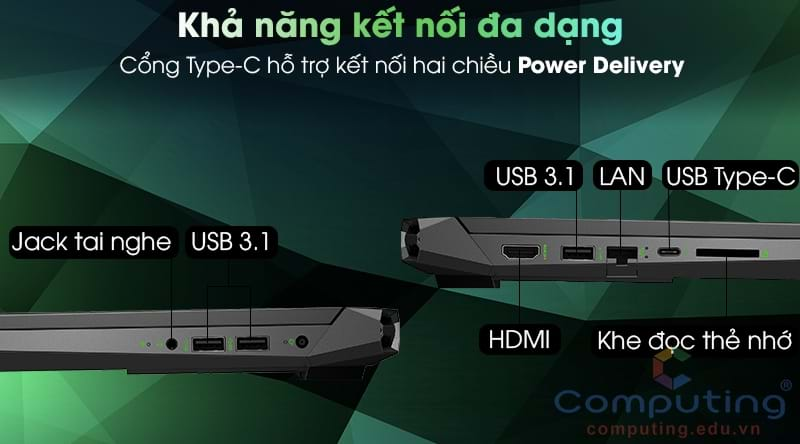 Khả năng kết nối đa dạng
Cổng Type-C hỗ trợ kết nối hai chiều Power Delivery
USB 3.1 LAN USB Type-C
Jack tai nghe USB 3.1
HDMI Khe đọc thẻ nhớ
Computing
computing.edu.vn